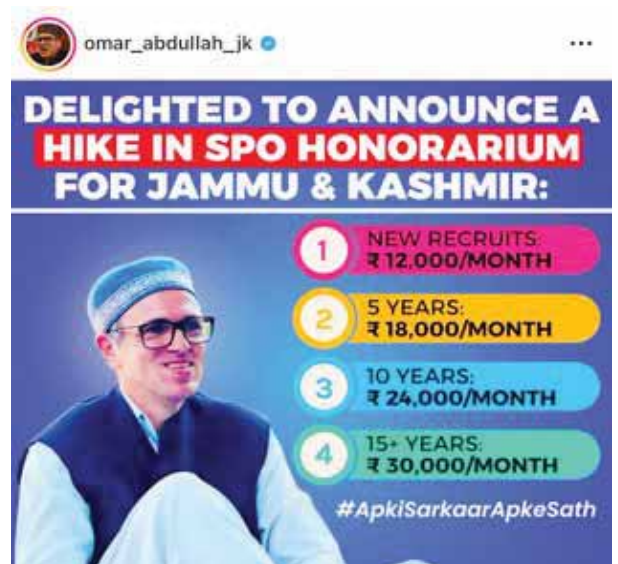 omar_abdullah_jk
DELIGHTED TO ANNOUNCE A
HIKE IN SPO HONORARIUM
FOR JAMMU & KASHMIR:
1
NEW RECRUITS:
₹ 12,000/MONTH
2
5 YEARS:
₹ 18,000/MONTH
3
10 YEARS:
₹ 24,000/MONTH
4
15+ YEARS:
₹ 30,000/MONTH
#ApkiSarkaarApkeSath